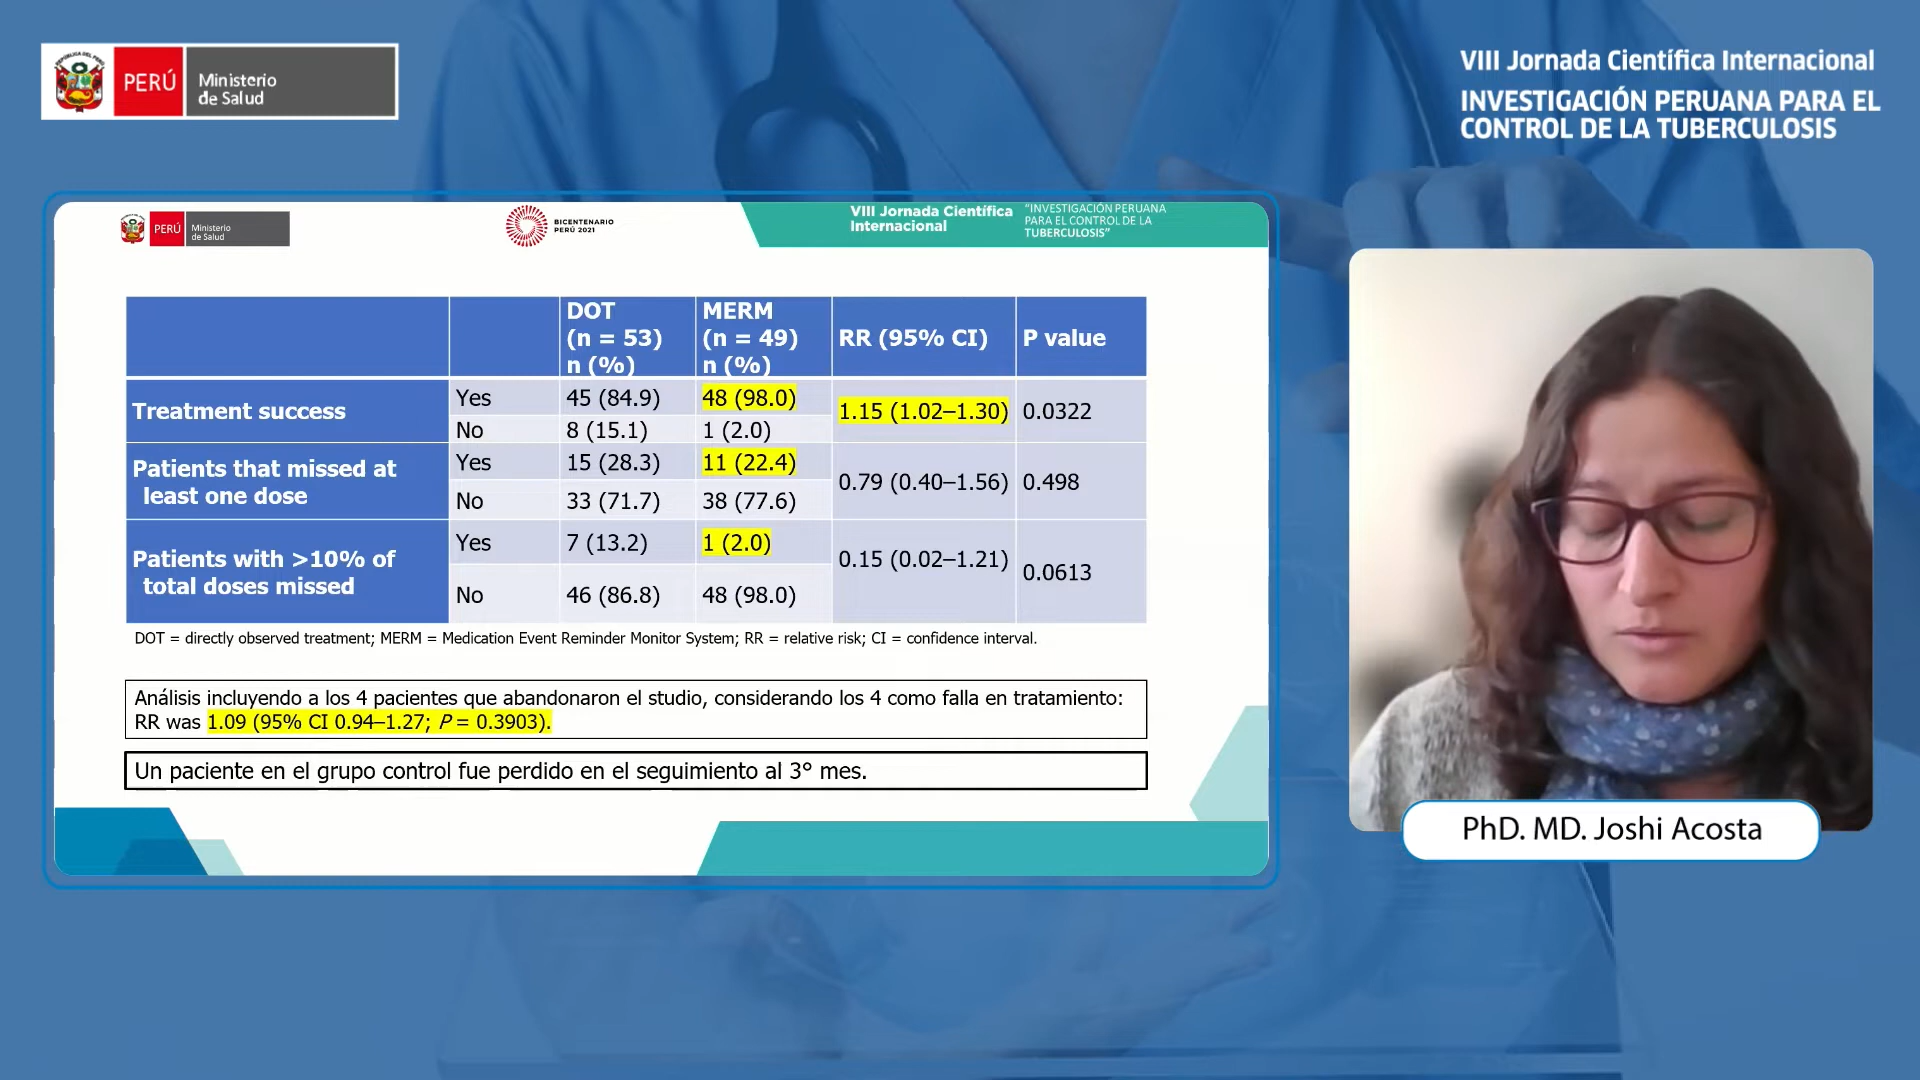 PERÚ
Ministerio
de Salud
VIII Jornada Científica Internacional
INVESTIGACIÓN PERUANA PARA EL
CONTROL DE LA TUBERCULOSIS
PERÚ
Ministerio
de Salud
BICENTENARIO
PERÚ 2021
VIII Jornada Científica
Internacional
"INVESTIGACIÓN PERUANA
PARA EL CONTROL DE LA
TUBERCULOSIS"
DOT (n = 53) n (%) MERM (n = 49) n (%) RR (95% CI) P value
Treatment success Yes 45 (84.9) 48 (98.0) 1.15 (1.02–1.30) 0.0322
No 8 (15.1) 1 (2.0)
Patients that missed at least one dose Yes 15 (28.3) 11 (22.4) 0.79 (0.40–1.56) 0.498
No 33 (71.7) 38 (77.6)
Patients with >10% of total doses missed Yes 7 (13.2) 1 (2.0) 0.15 (0.02–1.21) 0.0613
No 46 (86.8) 48 (98.0)
DOT = directly observed treatment; MERM = Medication Event Reminder Monitor System; RR = relative risk; CI = confidence interval.
Análisis incluyendo a los 4 pacientes que abandonaron el studio, considerando los 4 como falla en tratamiento:
RR was 1.09 (95% CI 0.94–1.27; P = 0.3903).
Un paciente en el grupo control fue perdido en el seguimiento al 3° mes.
PhD. MD. Joshi Acosta